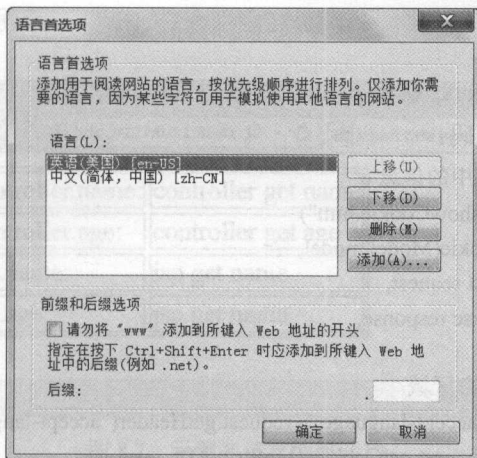 语言首选项
语言首选项
添加用于阅读网站的语言，按优先级顺序进行排列。仅添加你需
要的语言，因为某些字符可用于模拟使用其他语言的网站。
语言(L):
英语(美国) [en-US]
中文(简体, 中国) [zh-CN]
上移(U)
下移(D)
删除(M)
添加(A)...
前缀和后缀选项
请勿将 "www" 添加到所键入 Web 地址的开头
指定在按下 Ctrl+Shift+Enter 时应添加到所键入 Web 地
址中的后缀(例如 .net)。
后缀:
.
确定
取消